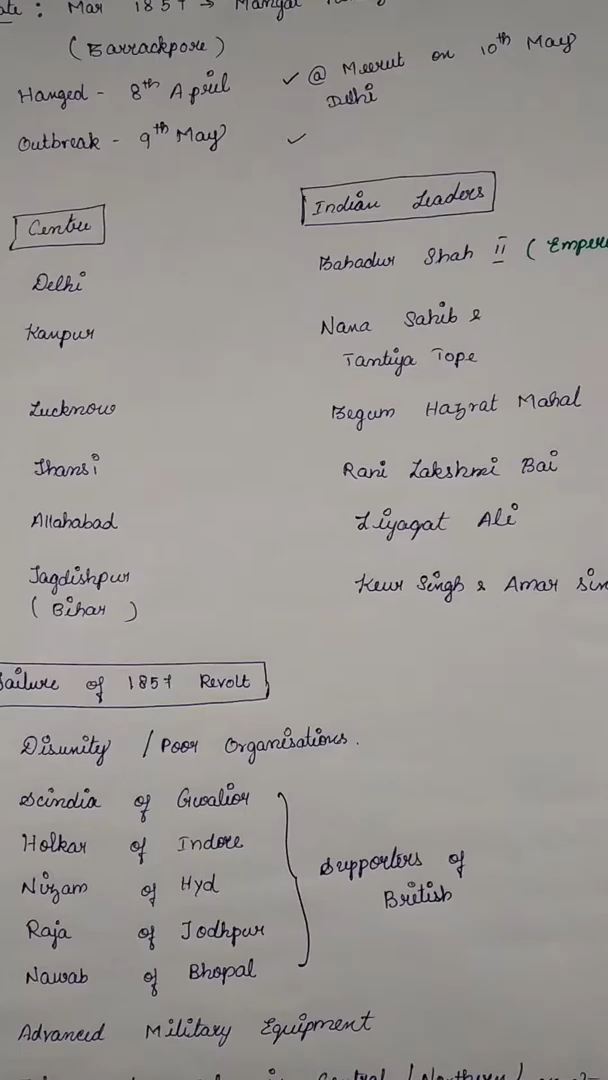 ate : Mar 1857 → Mangal
(Barrackpore)
Hanged - 8th April ✓ @ Meerut on 10th May
Delhi
Outbreak - 9th May ✓
Centre
Indian Leaders
Delhi Bahadur Shah II (Emper
Kanpur Nana Sahib &
Tantiya Tope
Lucknow Begum Hazrat Mahal
Jhansi Rani Lakshmi Bai
Allahabad Liyaqat Ali
Jagdishpur Keur Singh & Amar Sin
(Bihar)
Failure of 1857 Revolt
Disunity / Poor Organisations.
Scindia of Gwalior
Holkar of Indore
Supporters of
Nizam of Hyd
British
Raja of Jodhpur
Nawab of Bhopal
Advanced Military Equipment